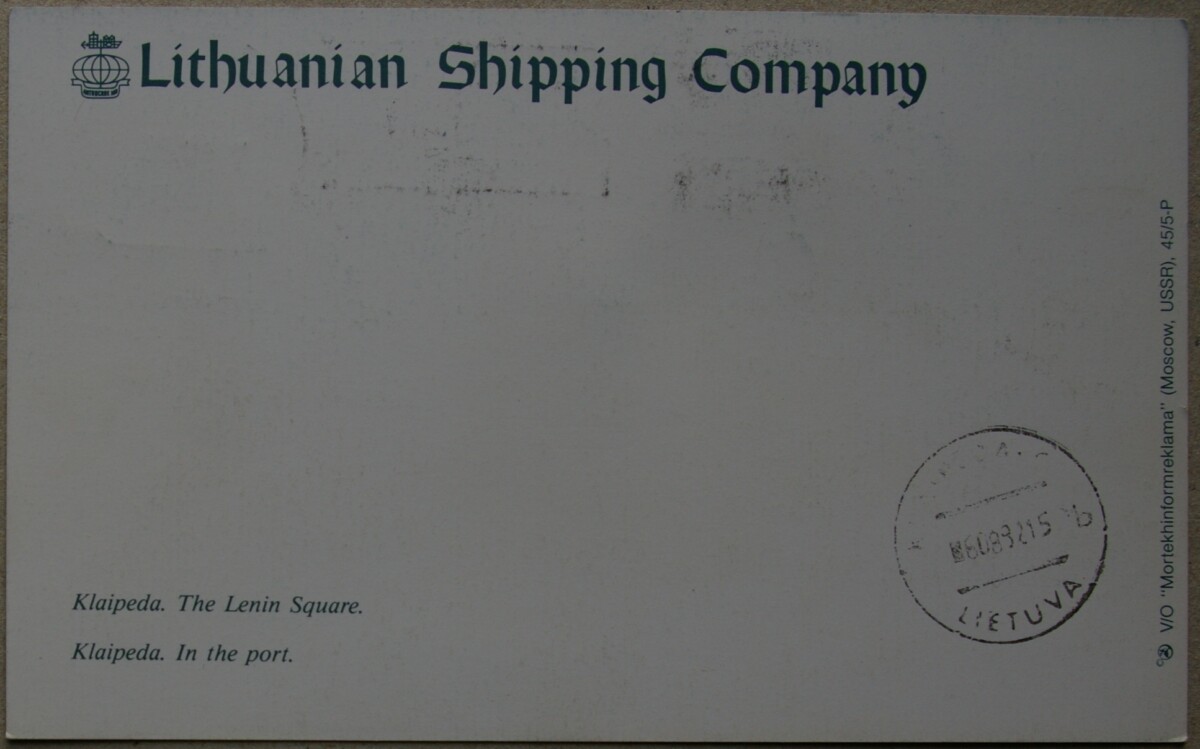 Lithuanian Shipping Company
Klaipeda. The Lenin Square.
Klaipeda. In the port.
LIETUVA
b
© V/O "Mortekhinformreklama" (Moscow, USSR), 45/5-P